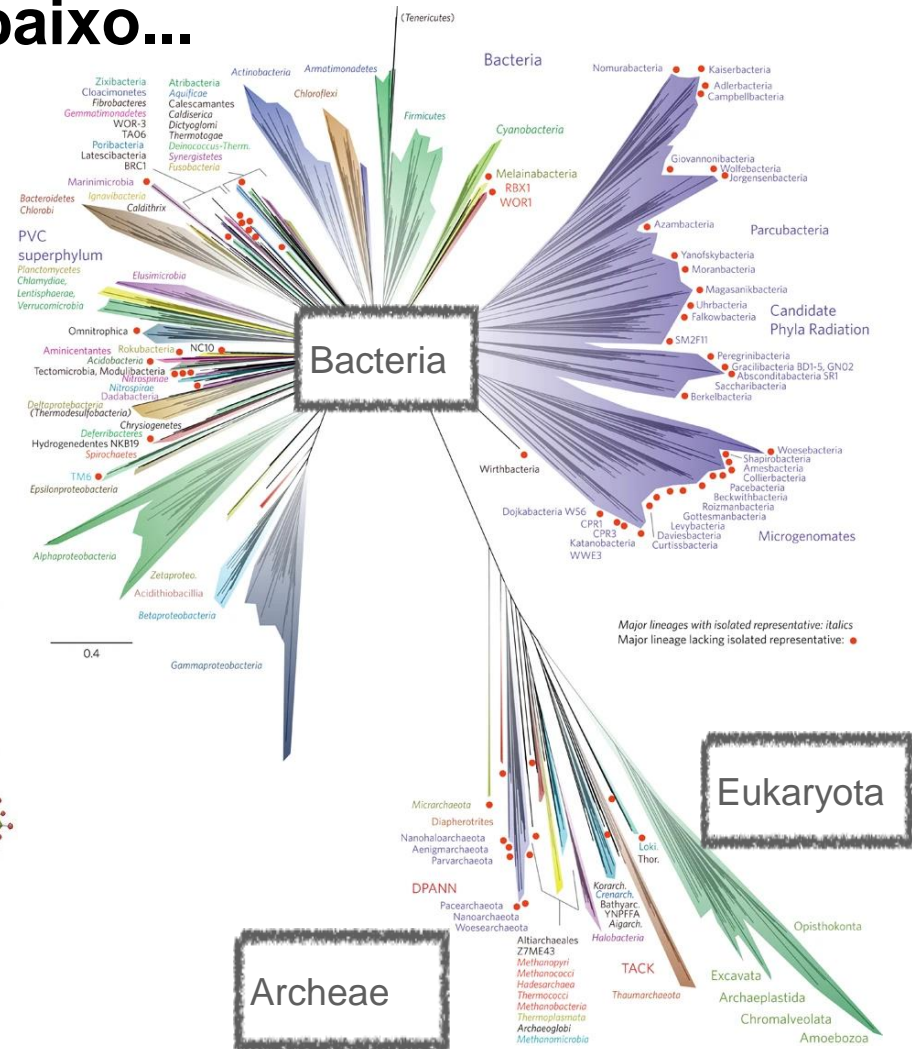 baixo...
(Tenericutes)
Bacteria
Zixibacteria
Cloacimonetes
Fibrobacteres
Gemmatimonadetes
WOR-3
TA06
Poribacteria
Latescibacteria
BRC1
Atribacteria
Aquificae
Calescamantes
Caldiserica
Dictyoglomi
Thermotogae
Deinococcus-Therm.
Synergistetes
Fusobacteria
Actinobacteria
Armatimonadetes
Chloroflexi
Firmicutes
Cyanobacteria
Melainabacteria
RBX1
WOR1
Nomurabacteria
Kaiserbacteria
Adlerbacteria
Campbellbacteria
Giovannonibacteria
Wolfebacteria
Jorgensenbacteria
Azambacteria
Parcubacteria
Yanofskybacteria
Moranbacteria
Magasanikbacteria
Uhrbacteria
Falkowbacteria
Candidate
Phyla Radiation
SM2F11
Peregrinibacteria
Gracilibacteria BD1-5, GN02
Absconditabacteria SR1
Saccharibacteria
Berkelbacteria
Marinimicrobia
Ignavibacteria
Bacteroidetes
Chlorobi
Caldithrix
PVC
superphylum
Planctomycetes
Chlamydiae,
Lentisphaerae,
Verrucomicrobia
Elusimicrobia
Omnitrophica
Aminicentantes
Rokubacteria
NC10
Acidobacteria
Tectomicrobia, Modulibacteria
Nitrospinae
Nitrospirae
Dadabacteria
Deltaprotebacteria
(Thermodesulfobacteria)
Chrysiogenetes
Deferribacteres
Hydrogenedentes NKB19
Spirochaetes
TM6
Epsilonproteobacteria
Bacteria
Wirthbacteria
Woesebacteria
Shapirobacteria
Amesbacteria
Collierbacteria
Pacebacteria
Beckwithbacteria
Roizmanbacteria
Gottesmanbacteria
Levybacteria
Daviesbacteria
Curtissbacteria
Dojkabacteria WS6
CPR1
CPR3
Katanobacteria
WWE3
Microgenomates
Alphaproteobacteria
Zetaproteo.
Acidithiobacillia
Betaproteobacteria
Gammaproteobacteria
0.4
Major lineages with isolated representative: italics
Major lineage lacking isolated representative:
Eukaryota
Micrarchaeota
Diapherotrites
Nanohaloarchaeota
Aenigmarchaeota
Parvarchaeota
DPANN
Pacearchaeota
Nanoarchaeota
Woesearchaeota
Loki.
Thor.
Korarch.
Crenarch.
Bathyarc.
YNPFFA
Aigarch.
Halobacteria
Altiarchaeales
Z7ME43
Methanopyri
Methanococci
Hadesarchaea
Thermococci
Methanobacteria
Thermoplasmata
Archaeoglobi
Methanomicrobia
TACK
Thaumarchaeota
Archeae
Opisthokonta
Excavata
Archaeplastida
Chromalveolata
Amoebozoa